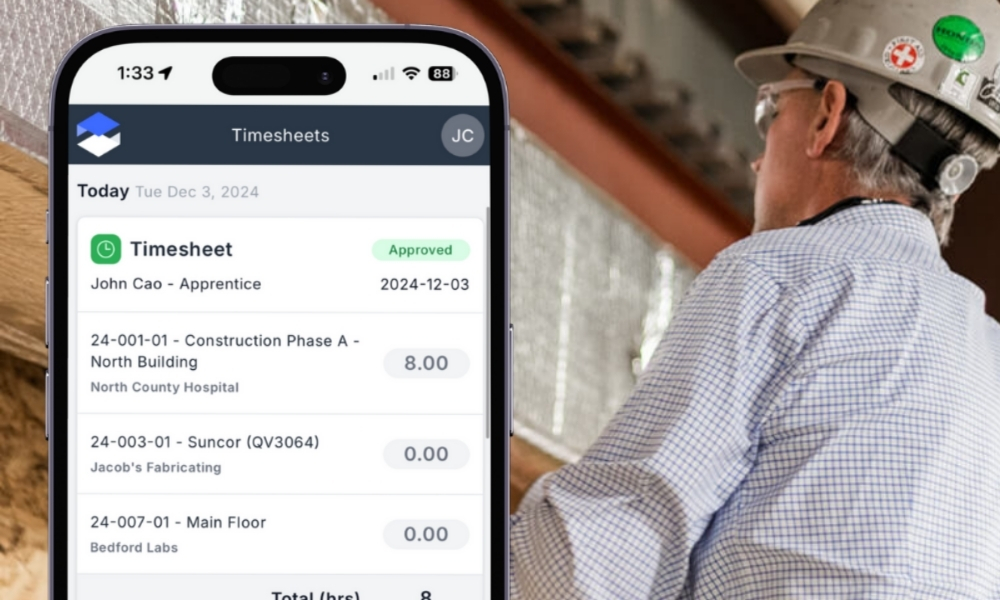 1:33
88
Timesheets
JC
Today Tue Dec 3, 2024
Timesheet
Approved
John Cao - Apprentice
2024-12-03
24-001-01 - Construction Phase A -
North Building
8.00
North County Hospital
24-003-01 - Suncor (QV3064)
0.00
Jacob's Fabricating
24-007-01 - Main Floor
0.00
Bedford Labs
Total (hrs) 8